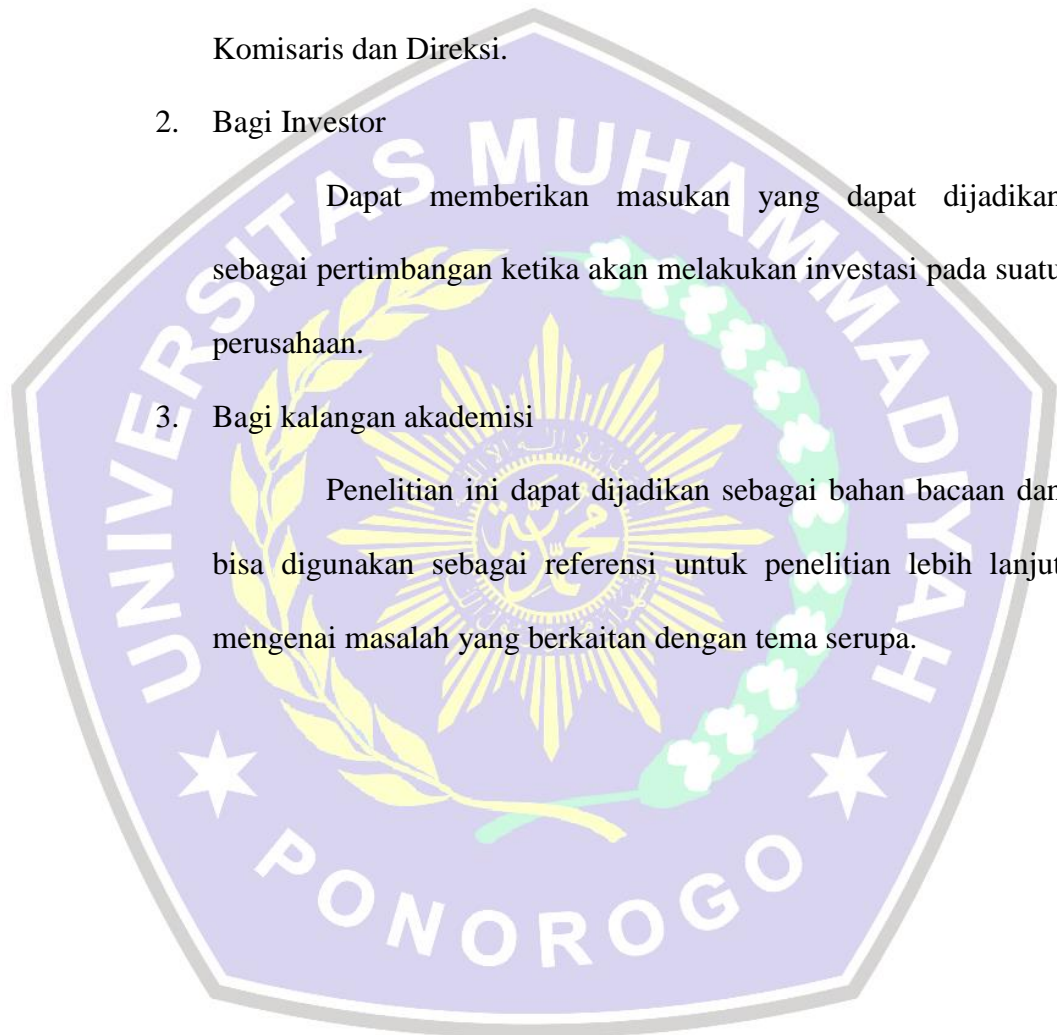 Komisaris dan Direksi.
2. Bagi Investor
Dapat memberikan masukan yang dapat dijadikan
sebagai pertimbangan ketika akan melakukan investasi pada suatu
perusahaan.
3. Bagi kalangan akademisi
Penelitian ini dapat dijadikan sebagai bahan bacaan dan
bisa digunakan sebagai referensi untuk penelitian lebih lanjut
mengenai masalah yang berkaitan dengan tema serupa.
UNIVERSITAS MUHAMMADIYAH
PONOROGO
محمدية